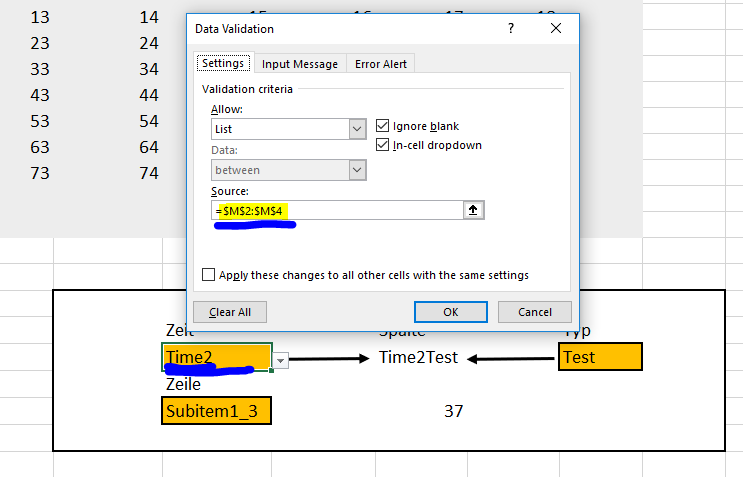 13 14
Data Validation ?
23 24
Settings Input Message Error Alert
33 34
Validation criteria
43 44
Allow:
List
Ignore blank
53 54
Data:
In-cell dropdown
63 64
between
73 74
Source:
=$M$2:$M$4
Apply these changes to all other cells with the same settings
Clear All OK Cancel
Zeit Spalte Typ
Time2 Time2Test Test
Zeile
Subitem1_3 37